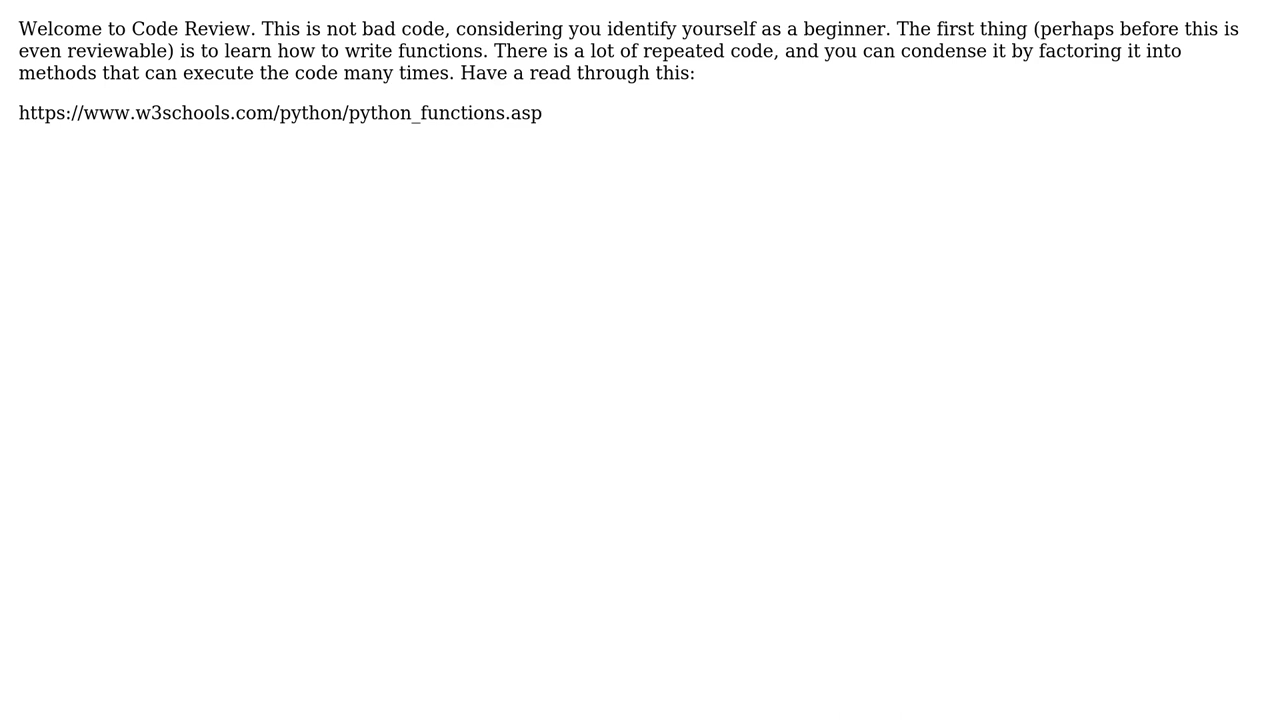 Welcome to Code Review. This is not bad code, considering you identify yourself as a beginner. The first thing (perhaps before this is
even reviewable) is to learn how to write functions. There is a lot of repeated code, and you can condense it by factoring it into
methods that can execute the code many times. Have a read through this:
https://www.w3schools.com/python/python_functions.asp